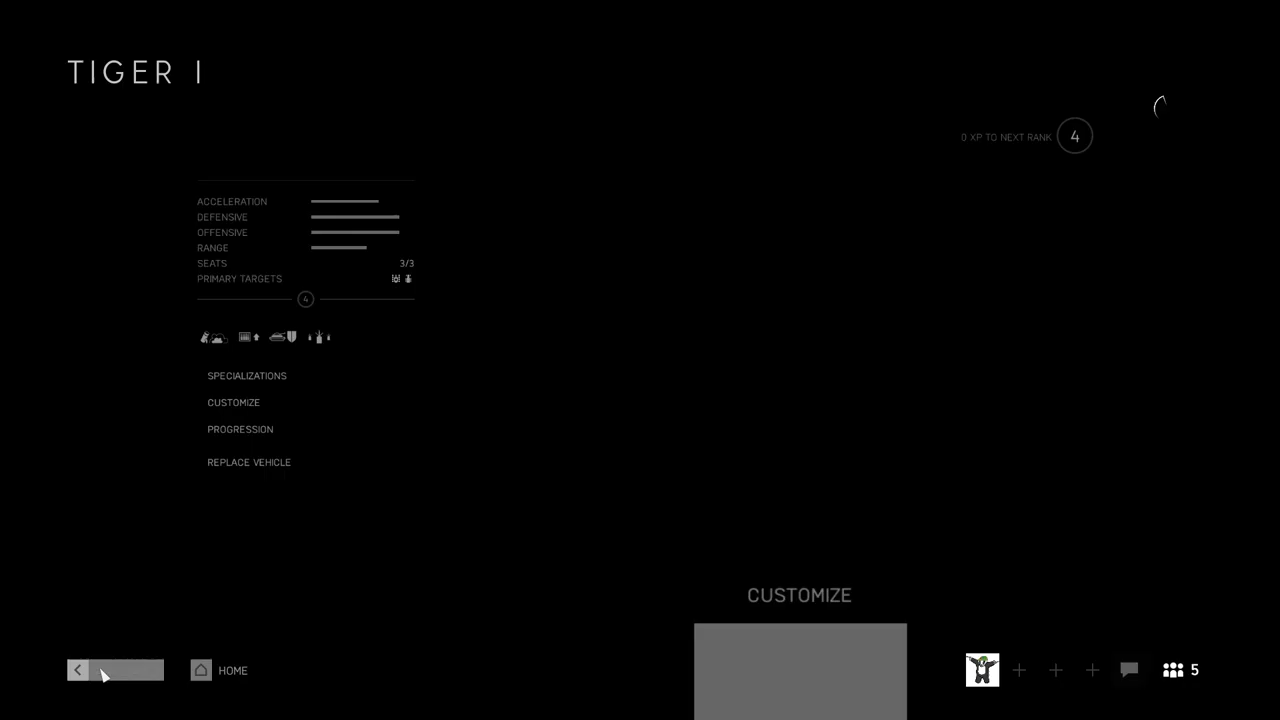 TIGER I
0 XP TO NEXT RANK 4
ACCELERATION
DEFENSIVE
OFFENSIVE
RANGE
SEATS 3/3
PRIMARY TARGETS
4
SPECIALIZATIONS
CUSTOMIZE
PROGRESSION
REPLACE VEHICLE
CUSTOMIZE
HOME
5